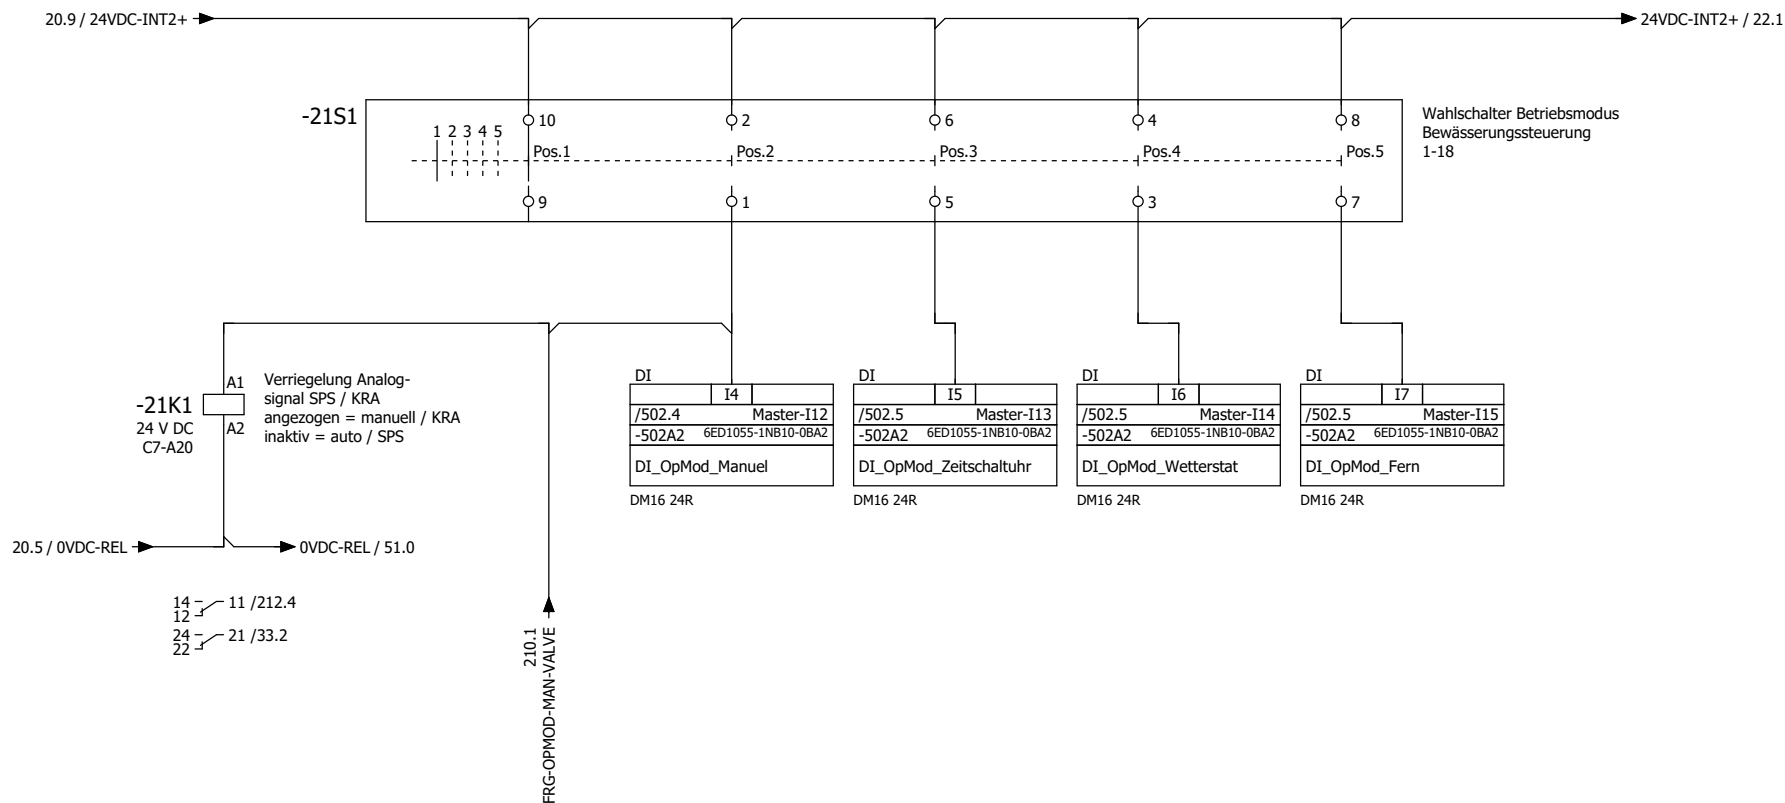 20.9 / 24VDC-INT2+
24VDC-INT2+ / 22.1
-21S1
1 2 3 4 5
10
2
6
4
8
Pos.1
Pos.2
Pos.3
Pos.4
Pos.5
9
1
5
3
7
Wahlschalter Betriebsmodus
Bewässerungssteuerung
1-18
-21K1
24 V DC
C7-A20
A1
A2
Verriegelung Analog-
signal SPS / KRA
angezogen = manuell / KRA
inaktiv = auto / SPS
DI
I4
/502.4 Master-I12
-502A2 6ED1055-1NB10-0BA2
DI_OpMod_Manuel
DM16 24R
DI
I5
/502.5 Master-I13
-502A2 6ED1055-1NB10-0BA2
DI_OpMod_Zeitschaltuhr
DM16 24R
DI
I6
/502.5 Master-I14
-502A2 6ED1055-1NB10-0BA2
DI_OpMod_Wetterstat
DM16 24R
DI
I7
/502.5 Master-I15
-502A2 6ED1055-1NB10-0BA2
DI_OpMod_Fern
DM16 24R
20.5 / 0VDC-REL
0VDC-REL / 51.0
14
12
11 /212.4
24
22
21 /33.2
210.1
FRG-OPMOD-MAN-VALVE